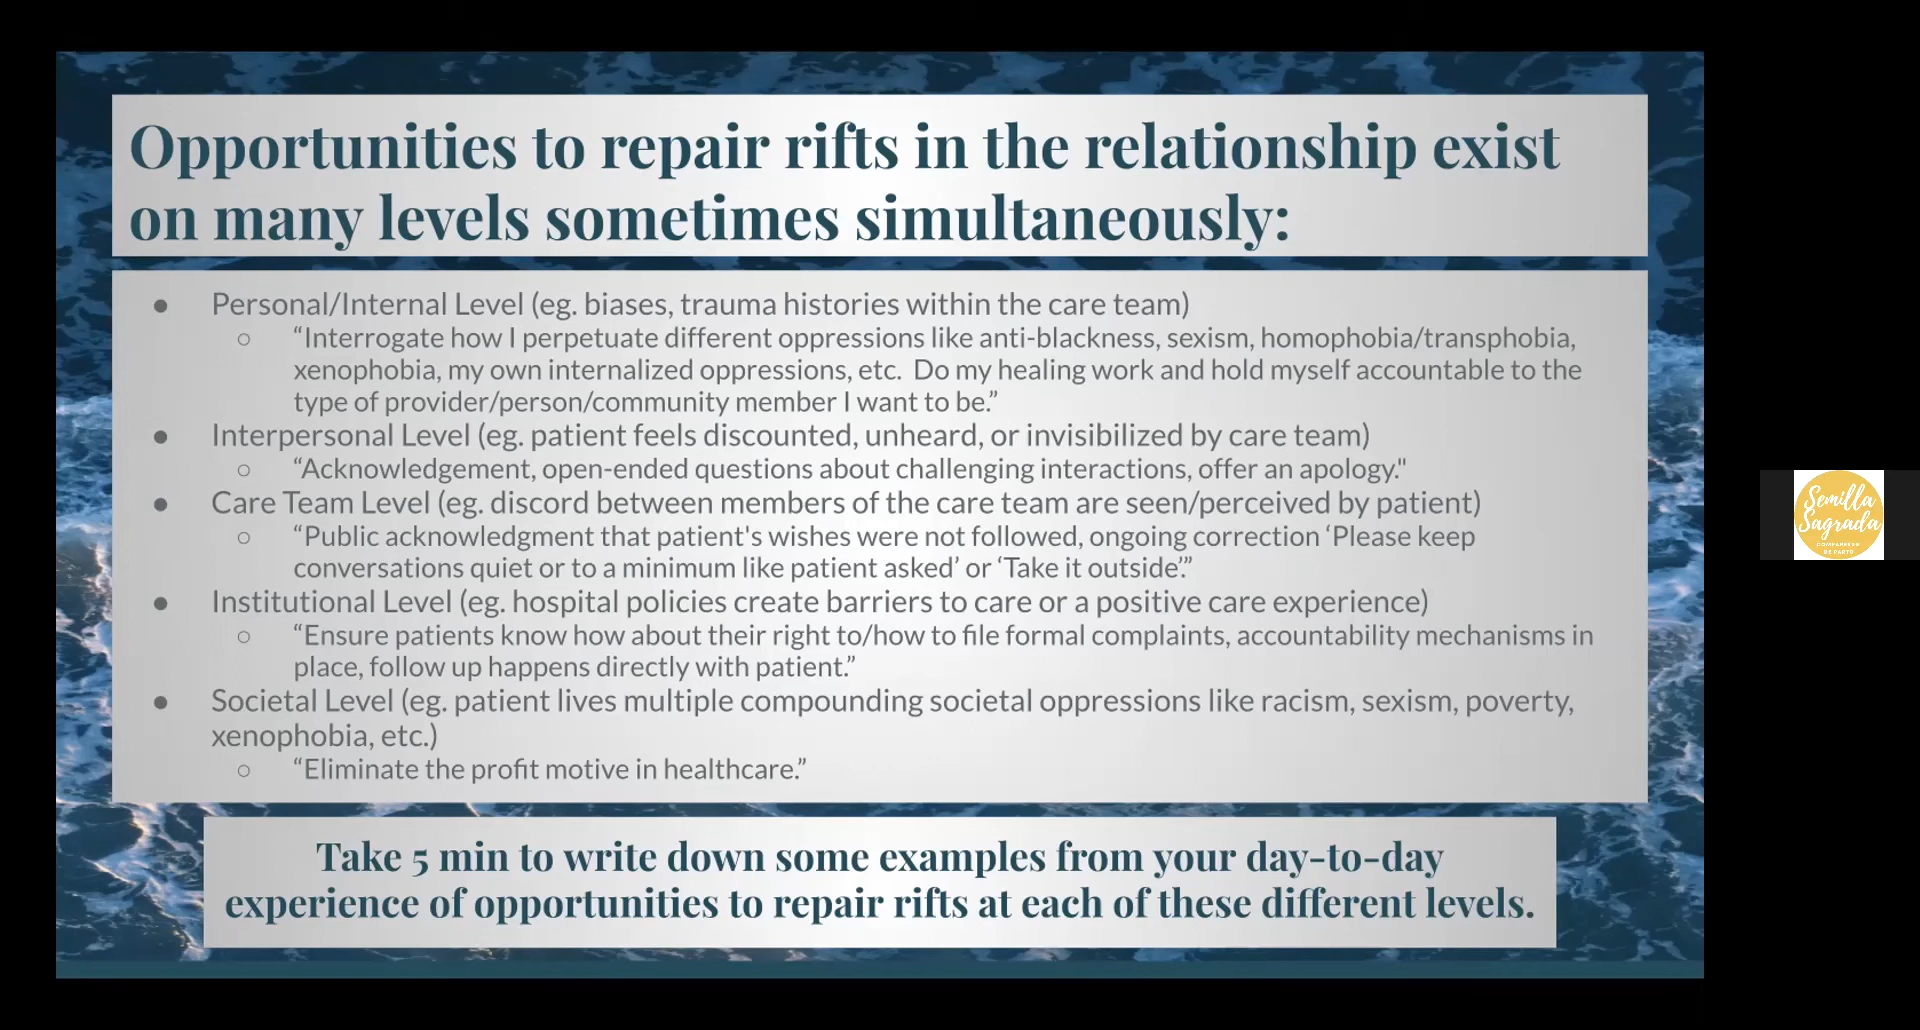 Opportunities to repair rifts in the relationship exist
on many levels sometimes simultaneously:
● Personal/Internal Level (eg. biases, trauma histories within the care team)
○ “Interrogate how I perpetuate different oppressions like anti-blackness, sexism, homophobia/transphobia,
xenophobia, my own internalized oppressions, etc.  Do my healing work and hold myself accountable to the
type of provider/person/community member I want to be.”
● Interpersonal Level (eg. patient feels discounted, unheard, or invisibilized by care team)
○ “Acknowledgement, open-ended questions about challenging interactions, offer an apology."
● Care Team Level (eg. discord between members of the care team are seen/perceived by patient)
○ “Public acknowledgment that patient's wishes were not followed, ongoing correction ‘Please keep
conversations quiet or to a minimum like patient asked’ or ‘Take it outside’.”
● Institutional Level (eg. hospital policies create barriers to care or a positive care experience)
○ “Ensure patients know how about their right to/how to file formal complaints, accountability mechanisms in
place, follow up happens directly with patient.”
● Societal Level (eg. patient lives multiple compounding societal oppressions like racism, sexism, poverty,
xenophobia, etc.)
○ “Eliminate the profit motive in healthcare.”
Take 5 min to write down some examples from your day-to-day
experience of opportunities to repair rifts at each of these different levels.
Semilla
Sagrada
DE PARTO